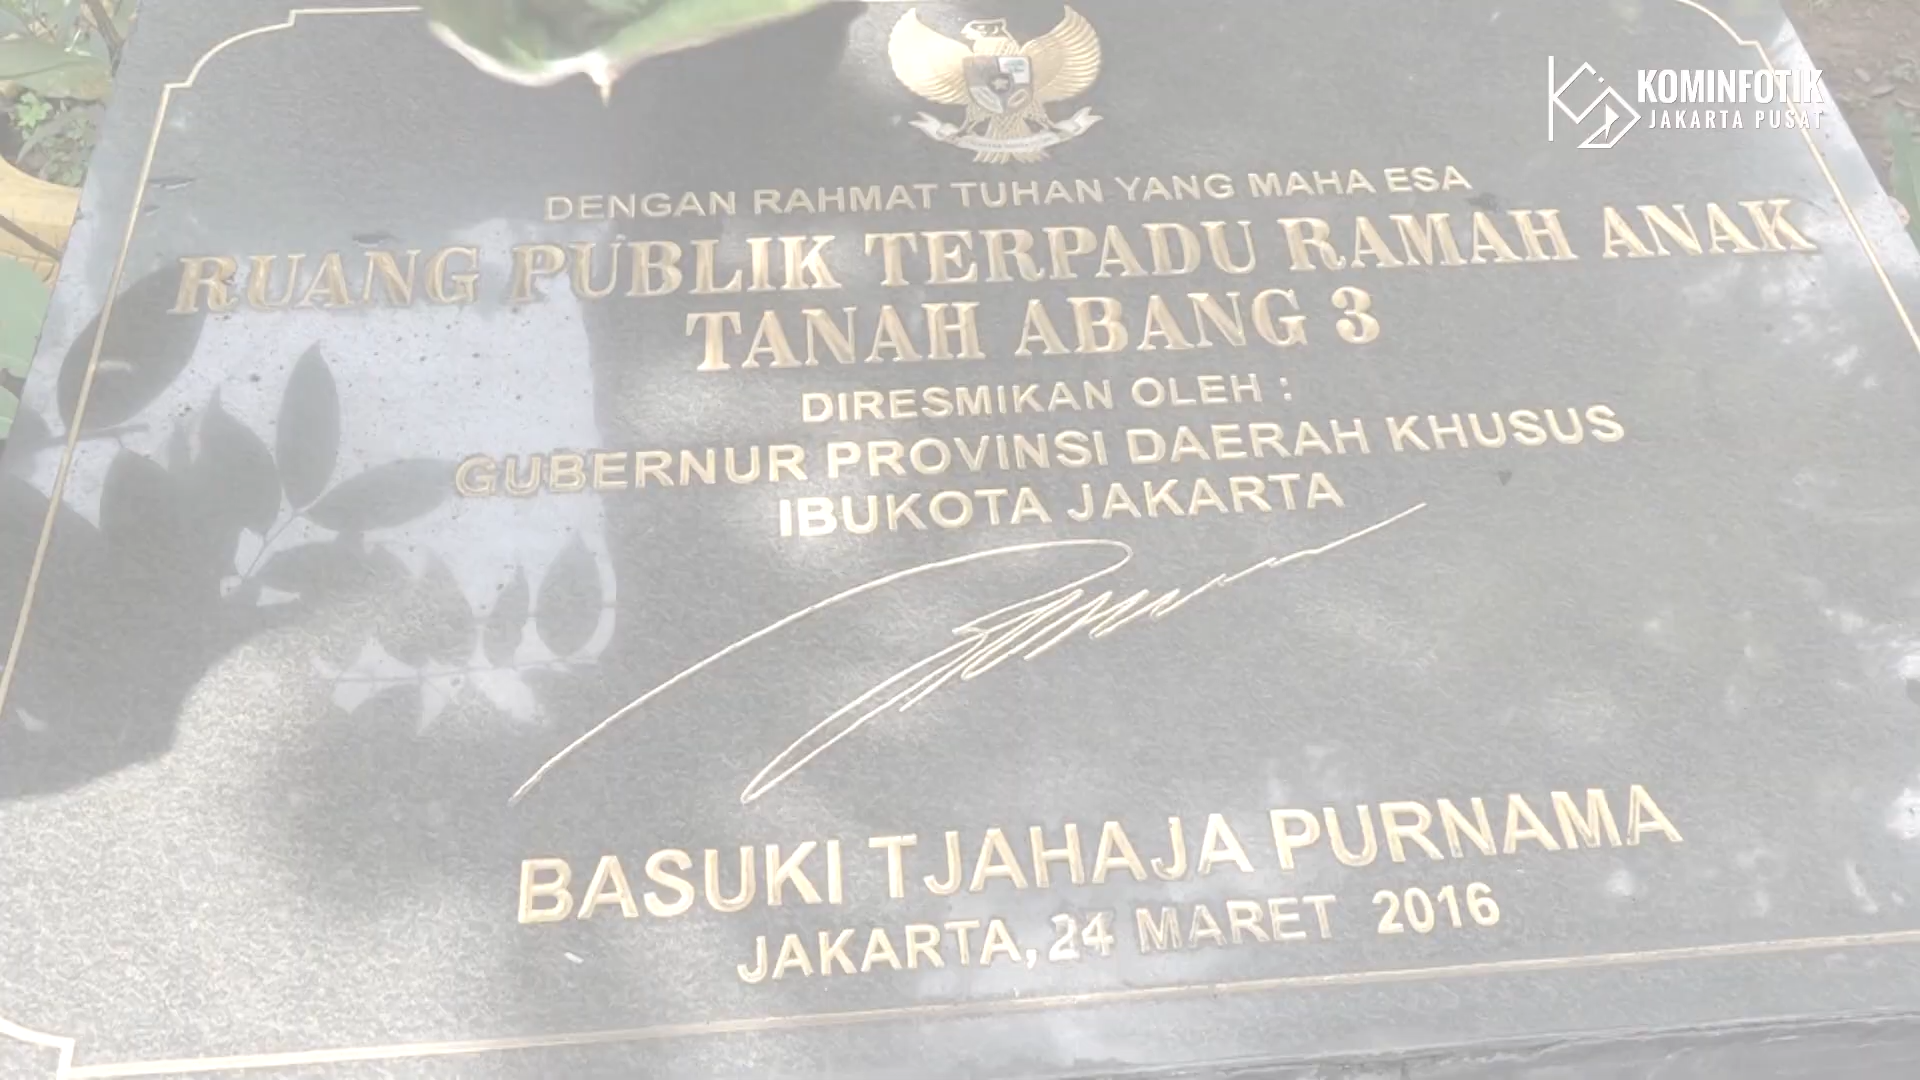 KOMINFOTIK
JAKARTA PUSAT
DENGAN RAHMAT TUHAN YANG MAHA ESA
RUANG PUBLIK TERPADU RAMAH ANAK
TANAH ABANG 3
DIRESMIKAN OLEH :
GUBERNUR PROVINSI DAERAH KHUSUS
IBUKOTA JAKARTA
BASUKI TJAHAJA PURNAMA
JAKARTA, 24 MARET 2016